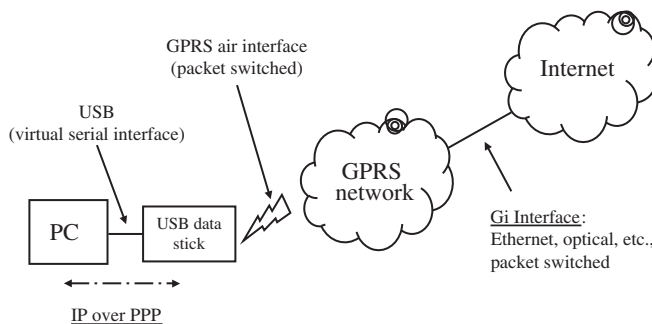 GPRS air interface
(packet switched)
Internet
USB
(virtual serial interface)
GPRS
network
PC
USB data
stick
Gi Interface:
Ethernet, optical, etc.,
packet switched
IP over PPP